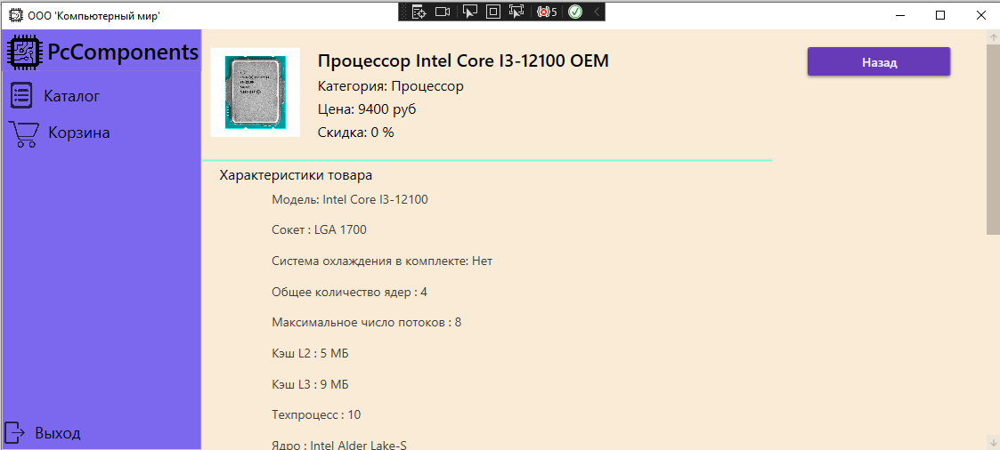 ООО 'Компьютерный мир'
5
PcComponents
Каталог
Корзина
Выход
Процессор Intel Core I3-12100 OEM
Категория: Процессор
Цена: 9400 руб
Скидка: 0 %
Назад
Характеристики товара
Модель: Intel Core I3-12100
Сокет : LGA 1700
Система охлаждения в комплекте: Нет
Общее количество ядер : 4
Максимальное число потоков : 8
Кэш L2 : 5 МБ
Кэш L3 : 9 МБ
Техпроцесс : 10
Ядро : Intel Alder Lake-S